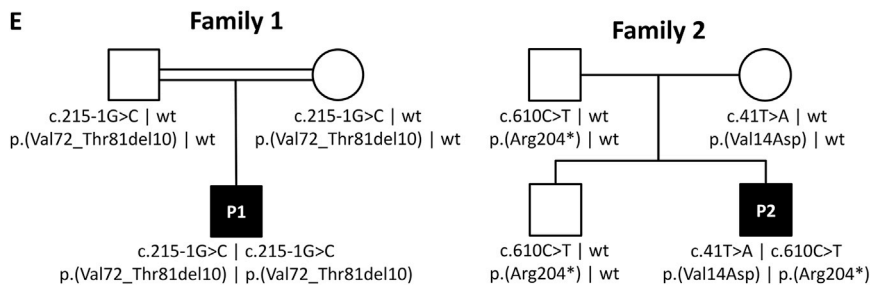 E
Family 1
Family 2
c.215-1G>C | wt
p.(Val72_Thr81del10) | wt
c.215-1G>C | wt
p.(Val72_Thr81del10) | wt
c.610C>T | wt
p.(Arg204*) | wt
c.41T>A | wt
p.(Val14Asp) | wt
P1
P2
c.215-1G>C | c.215-1G>C
p.(Val72_Thr81del10) | p.(Val72_Thr81del10)
c.610C>T | wt
p.(Arg204*) | wt
c.41T>A | c.610C>T
p.(Val14Asp) | p.(Arg204*)